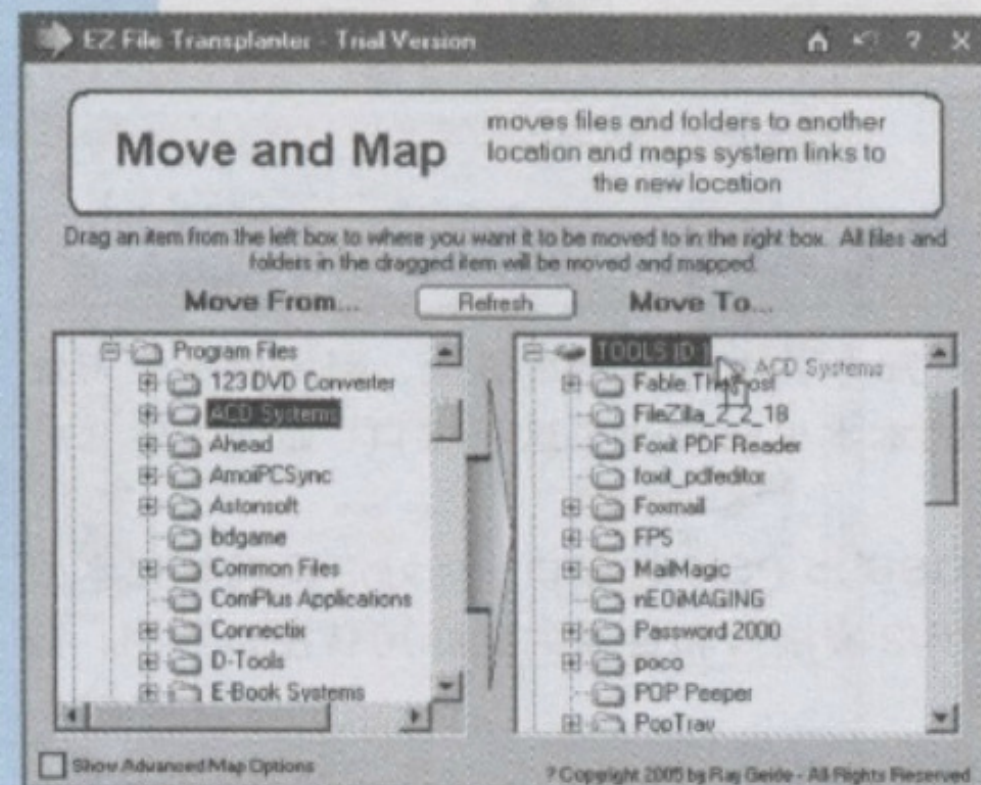 EZ File Transplanter - Trial Version
Move and Map
moves files and folders to another
location and maps system links to
the new location
Drag an item from the left box to where you want it to be moved to in the right box. All files and
folders in the dragged item will be moved and mapped.
Move From...
Refresh
Move To...
Program Files
123 DVD Converter
ACD Systems
Ahead
AmoiPCSync
Astonsoft
bdgame
Common Files
ComPlus Applications
Connectix
D-Tools
E-Book Systems
TOOLS (D:)
ACD Systems
Fable.The
FileZilla_2_2_18
Foxit PDF Reader
foxit_pdfeditor
Foxmail
FPS
MailMagic
nEOiMAGING
Password 2000
poco
POP Peeper
PopTray
Show Advanced Map Options
? Copyright 2005 by Ray Geide - All Rights Reserved